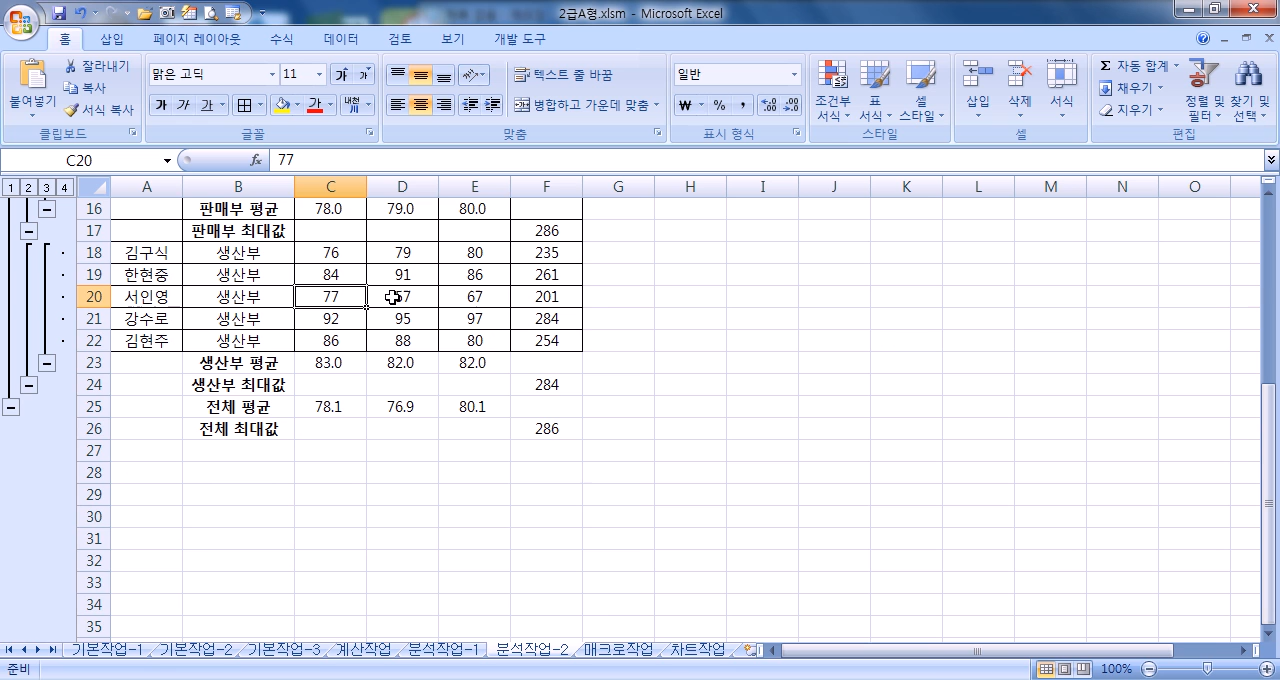 2급A형.xlsm - Microsoft Excel
홈 삽입 페이지 레이아웃 수식 데이터 검토 보기 개발 도구
붙여넣기 잘라내기 복사 서식 복사 클립보드
맑은 고딕 11 가 가 가 가 가 가 내천 글꼴
텍스트 줄 바꿈 병합하고 가운데 맞춤 맞춤
일반 ₩ % , 표시 형식
조건부 서식 표 서식 셀 스타일 스타일
삽입 삭제 서식 셀
Σ 자동 합계 채우기 지우기 정렬 및 필터 찾기 및 선택 편집
C20 fx 77
1 2 3 4 A B C D E F G H I J K L M N O
16 판매부 평균 78.0 79.0 80.0
17 판매부 최대값 286
18 김구식 생산부 76 79 80 235
19 한현중 생산부 84 91 86 261
20 서인영 생산부 77 67 201
21 강수로 생산부 92 95 97 284
22 김현주 생산부 86 88 80 254
23 생산부 평균 83.0 82.0 82.0
24 생산부 최대값 284
25 전체 평균 78.1 76.9 80.1
26 전체 최대값 286
27
28
29
30
31
32
33
34
35
기본작업-1 기본작업-2 기본작업-3 계산작업 분석작업-1 분석작업-2 매크로작업 차트작업
준비 100%